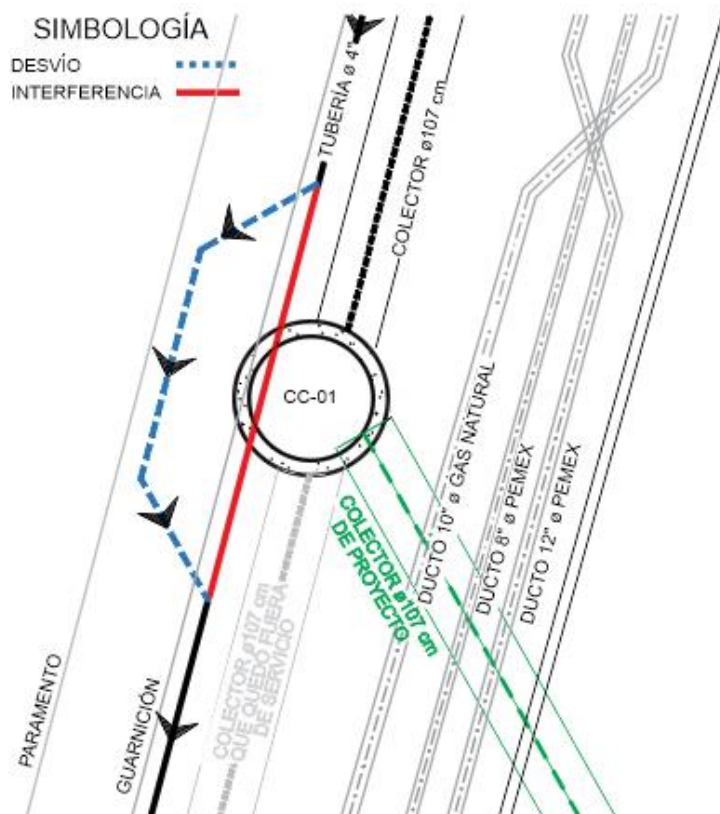 SIMBOLOGÍA
DESVÍO
INTERFERENCIA
TUBERÍA ø 4"
COLECTOR ø107 cm
CC-01
DUCTO 10" ø GAS NATURAL
DUCTO 8" ø PEMEX
DUCTO 12" ø PEMEX
COLECTOR ø107 cm
DE PROYECTO
COLECTOR ø107 cm
QUE QUEDO FUERA
DE SERVICIO
PARAMENTO
GUARNICIÓN